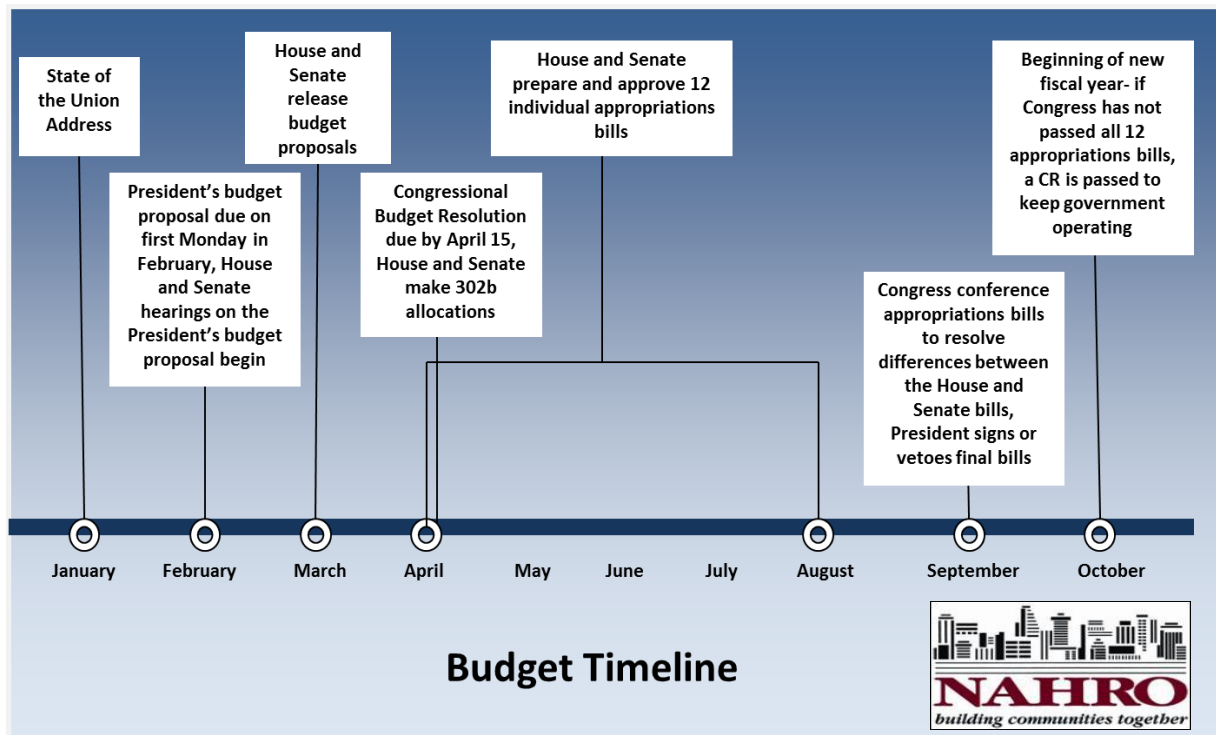 State of
the Union
Address
President's budget
proposal due on
first Monday in
February, House
and Senate
hearings on the
President's budget
proposal begin
House and
Senate
release
budget
proposals
Congressional
Budget Resolution
due by April 15,
House and Senate
make 302b
allocations
House and Senate
prepare and approve 12
individual appropriations
bills
Congress conference
appropriations bills
to resolve
differences between
the House and
Senate bills,
President signs or
vetoes final bills
Beginning of new
fiscal year- if
Congress has not
passed all 12
appropriations bills,
a CR is passed to
keep government
operating
January February March April May June July August September October
Budget Timeline
NAHRO
building communities together